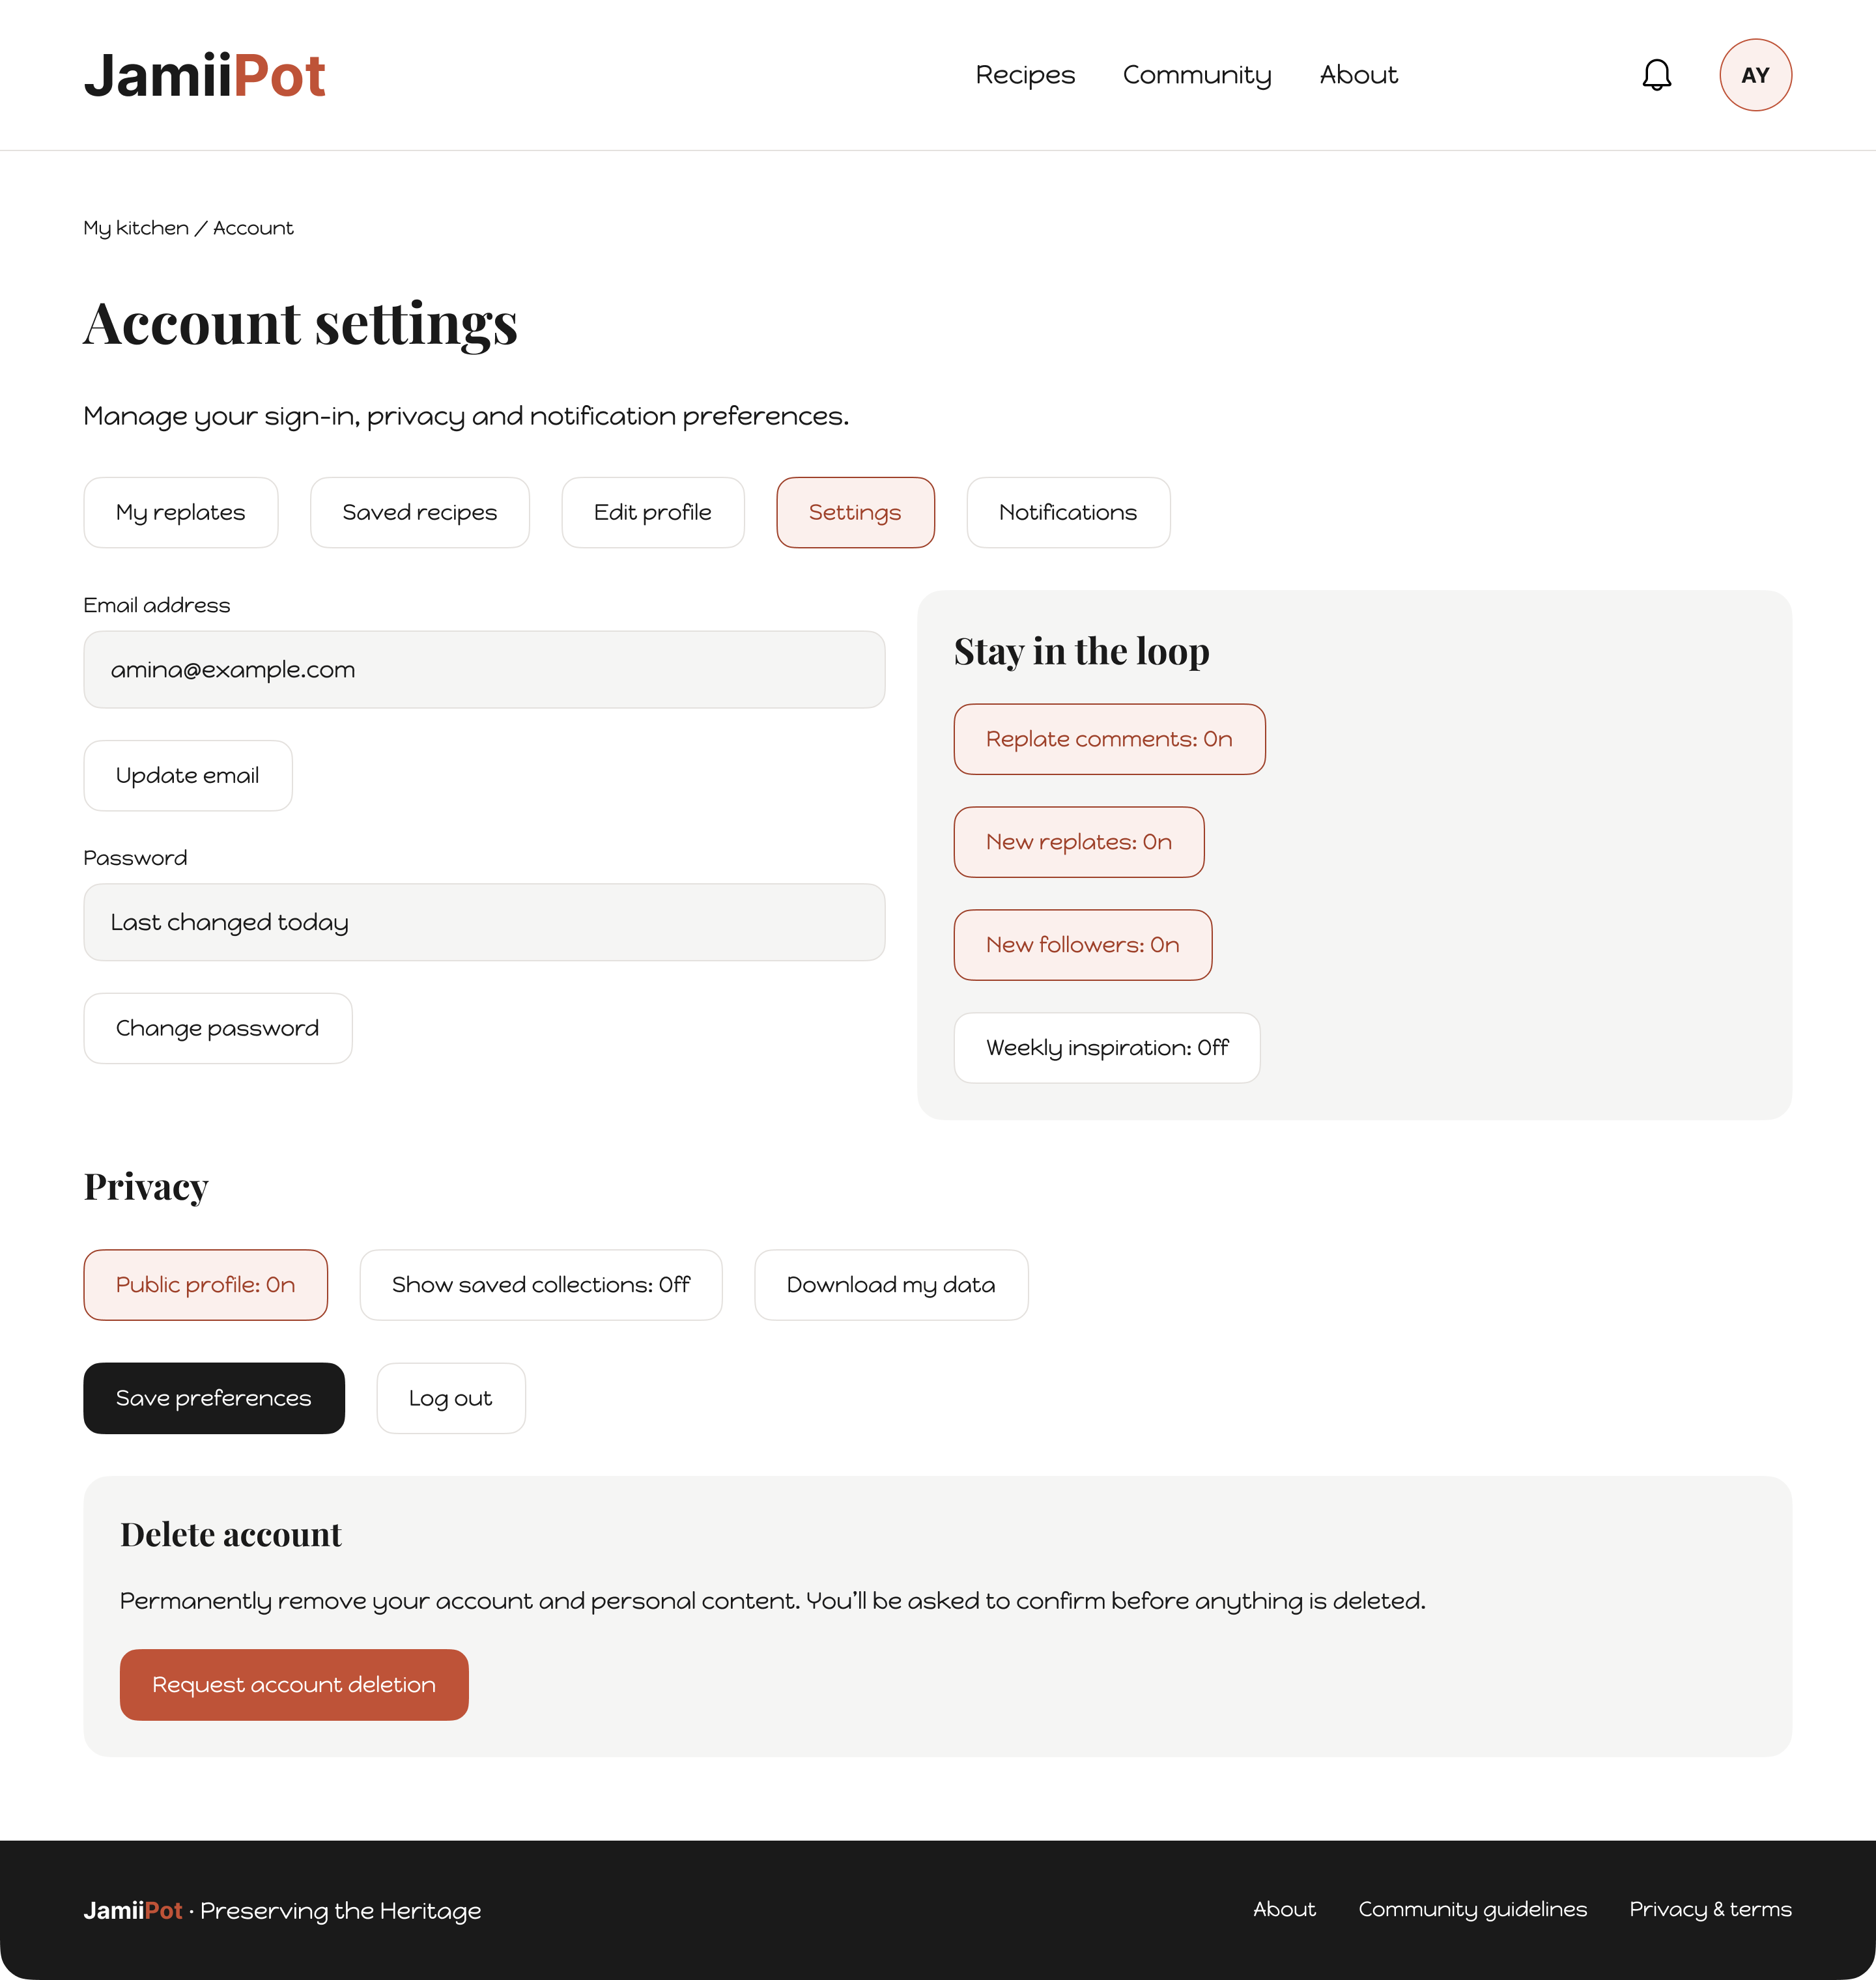 JamiiPot
Recipes Community About
AY
My kitchen / Account
Account settings
Manage your sign-in, privacy and notification preferences.
My replates
Saved recipes
Edit profile
Settings
Notifications
Email address
amina@example.com
Update email
Password
Last changed today
Change password
Stay in the loop
Replate comments: On
New replates: On
New followers: On
Weekly inspiration: Off
Privacy
Public profile: On
Show saved collections: Off
Download my data
Save preferences
Log out
Delete account
Permanently remove your account and personal content. You’ll be asked to confirm before anything is deleted.
Request account deletion
JamiiPot · Preserving the Heritage
About Community guidelines Privacy & terms